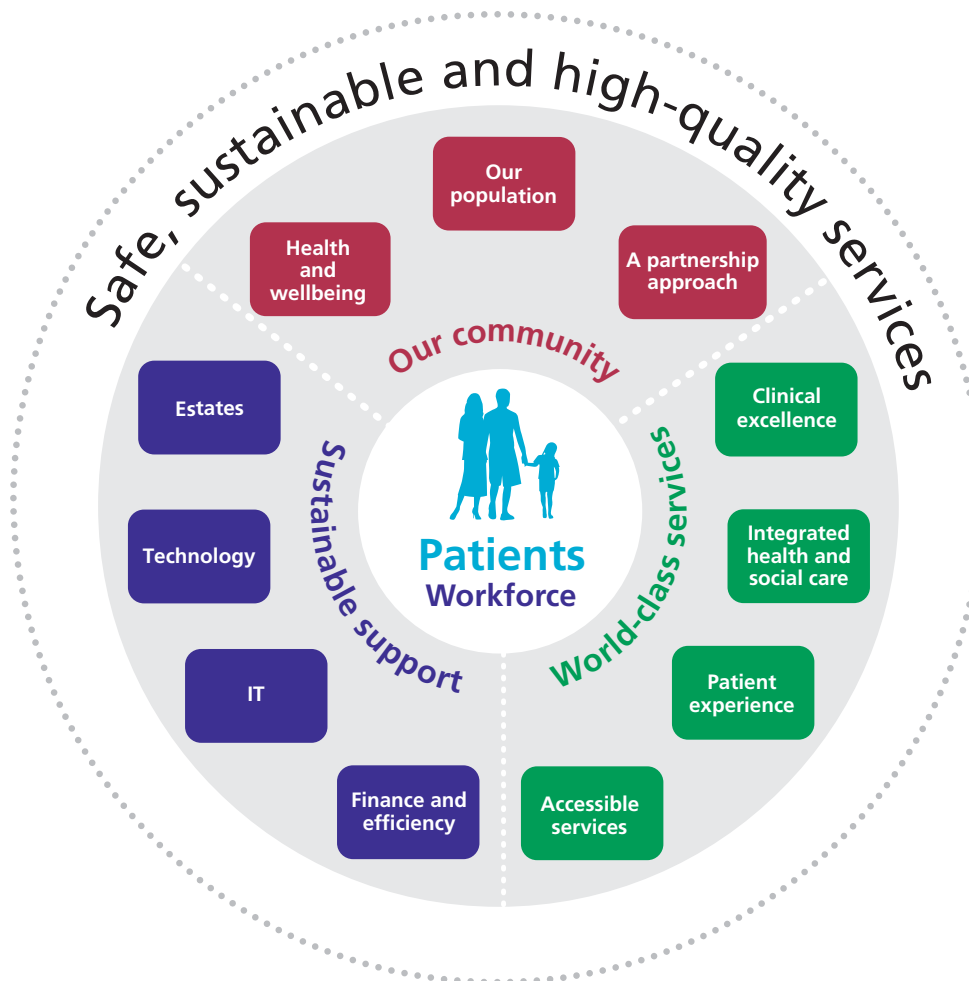 Safe, sustainable and high-quality services
Our
population
Health
and
wellbeing
A partnership
approach
Our community
Estates
Clinical
excellence
Sustainable support
World-class services
Technology
Integrated
health and
social care
Patients
Workforce
IT
Patient
experience
Finance and
efficiency
Accessible
services